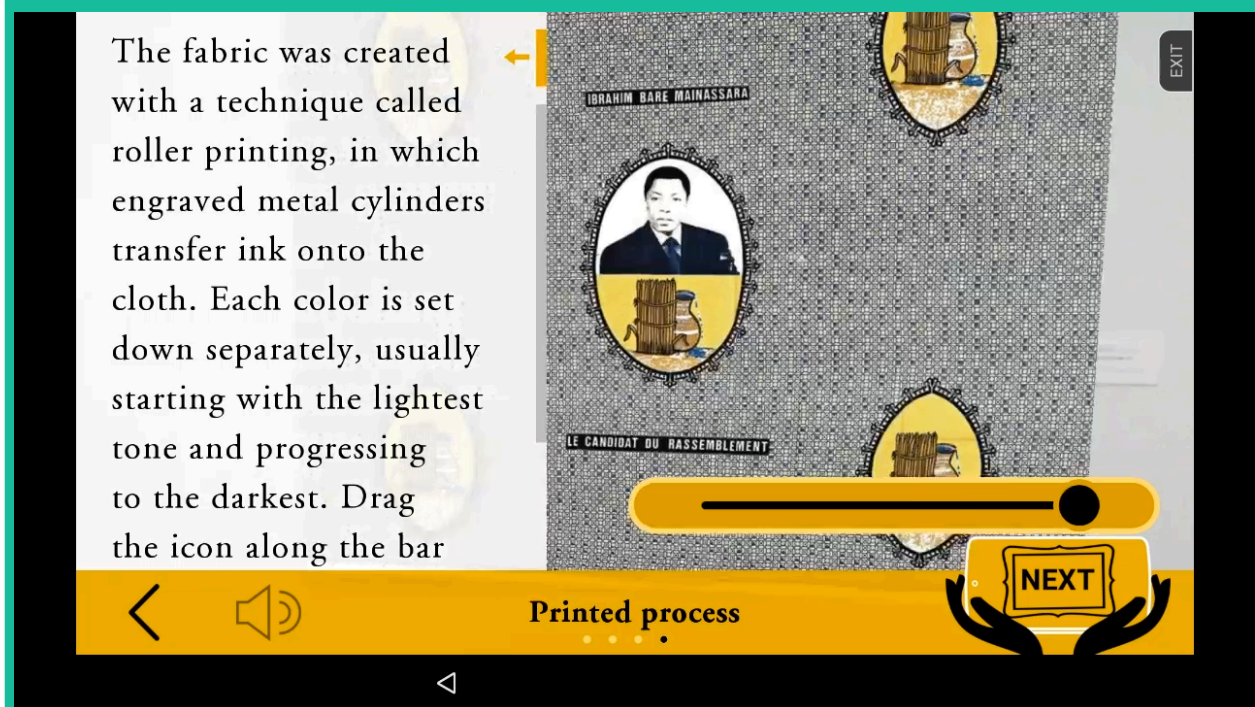 The fabric was created
with a technique called
roller printing, in which
engraved metal cylinders
transfer ink onto the
cloth. Each color is set
down separately, usually
starting with the lightest
tone and progressing
to the darkest. Drag
the icon along the bar
IBRAHIM BARE MAINASSARA
LE CANDIDAT DU RASSEMBLEMENT
EXIT
Printed process
NEXT